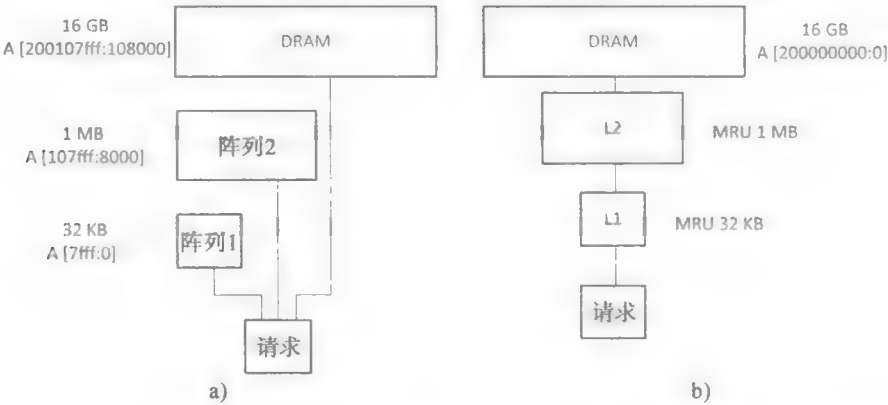 16 GB
A [200107fff:108000]
DRAM
1 MB
A [107fff:8000]
阵列2
32 KB
A [7fff:0]
阵列1
请求
a)
DRAM
16 GB
A [200000000:0]
L2
MRU 1 MB
L1
MRU 32 KB
请求
b)